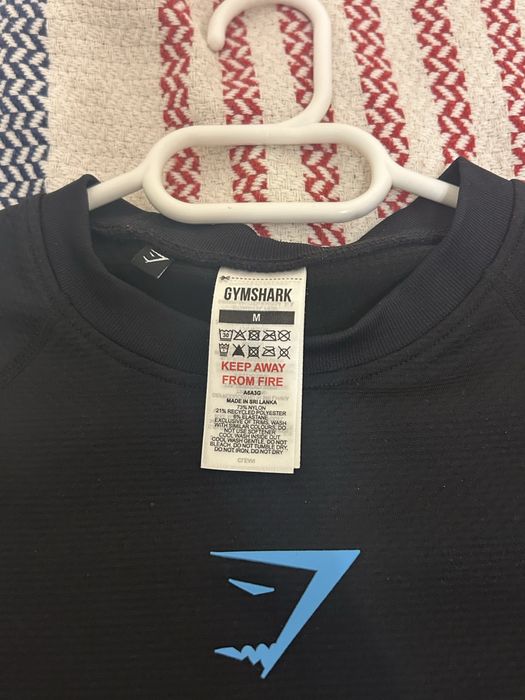 GYMSHARK
M
30
KEEP AWAY
FROM FIRE
A6A3G
MADE IN SRI LANKA
73% NYLON
21% RECYCLED POLYESTER
6% ELASTANE
EXCLUSIVE OF TRIMS. WASH
WITH SIMILAR COLOURS. DO
NOT USE SOFTENER
COOL WASH INSIDE OUT
COOL WASH GENTLE, DO NOT
BLEACH, DO NOT TUMBLE DRY,
DO NOT IRON, DO NOT DRY